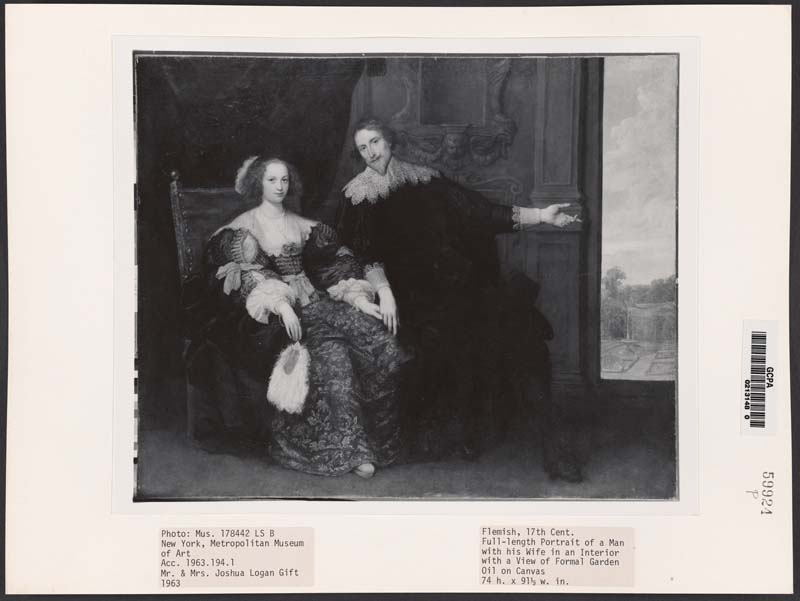 GCPA
0213148 0
59924
P
Photo: Mus. 178442 LS B
New York, Metropolitan Museum
of Art
Acc. 1963.194.1
Mr. & Mrs. Joshua Logan Gift
1963
Flemish, 17th Cent.
Full-length Portrait of a Man
with his Wife in an Interior
with a View of Formal Garden
Oil on Canvas
74 h. x 91½ w. in.